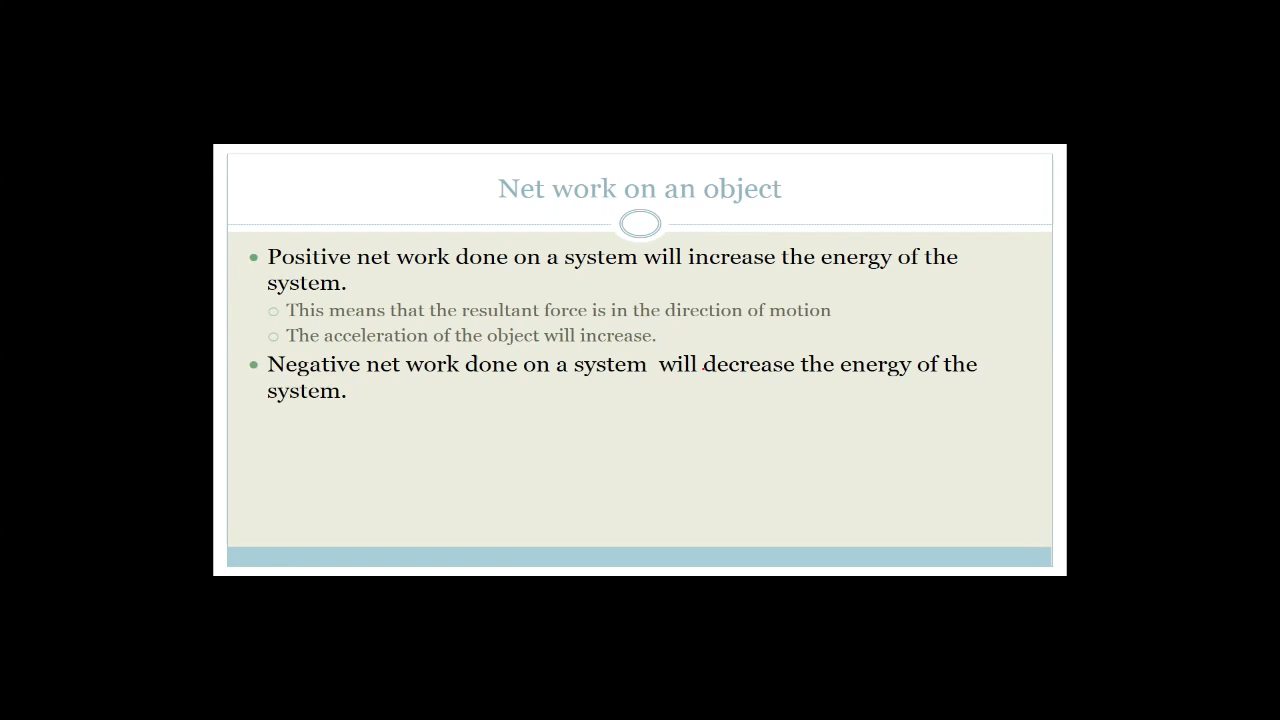 Net work on an object
Positive net work done on a system will increase the energy of the
system.
This means that the resultant force is in the direction of motion
The acceleration of the object will increase.
Negative net work done on a system will decrease the energy of the
system.